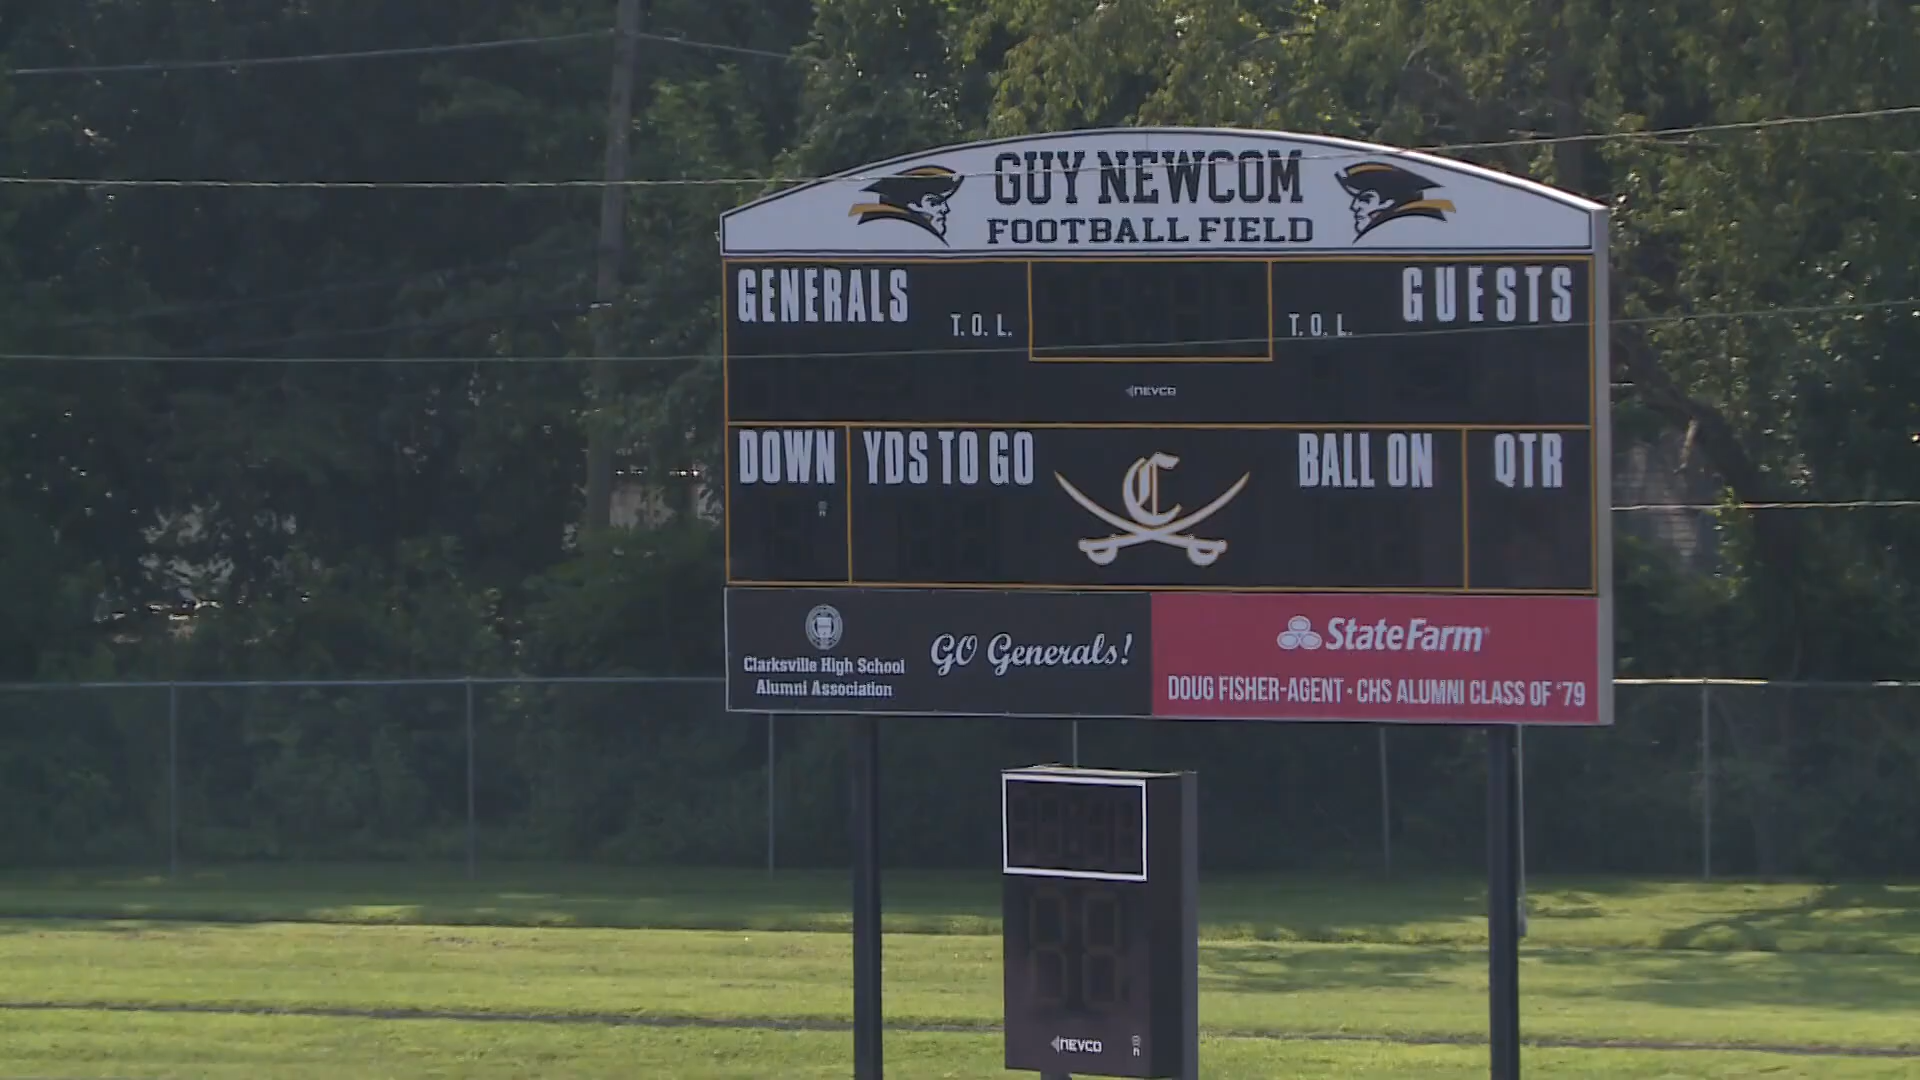 GUY NEWCOM
FOOTBALL FIELD
GENERALS
T. O. L.
T. O. L.
GUESTS
NEVCO
DOWN
YDS TO GO
C
BALL ON
QTR
Clarksville High School
Alumni Association
GO Generals!
StateFarm
DOUG FISHER-AGENT • CHS ALUMNI CLASS OF '79
NEVCO